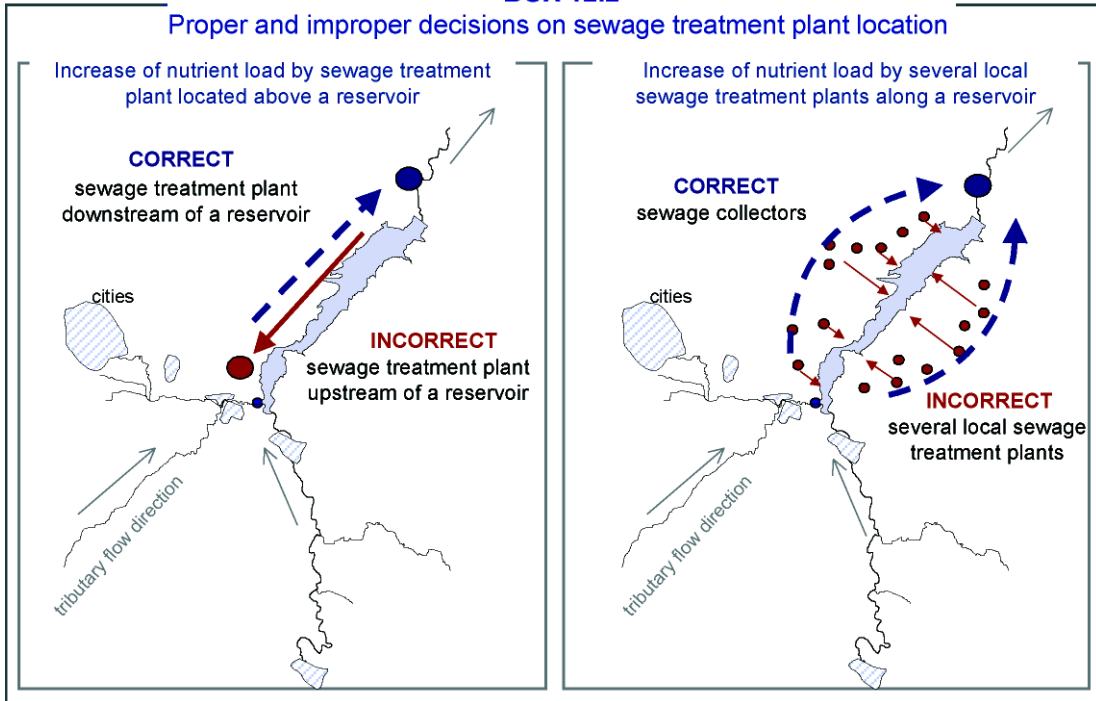 Proper and improper decisions on sewage treatment plant location
Increase of nutrient load by sewage treatment
plant located above a reservoir
CORRECT
sewage treatment plant
downstream of a reservoir
cities
INCORRECT
sewage treatment plant
upstream of a reservoir
tributary flow direction
Increase of nutrient load by several local
sewage treatment plants along a reservoir
CORRECT
sewage collectors
cities
INCORRECT
several local sewage
treatment plants
tributary flow direction